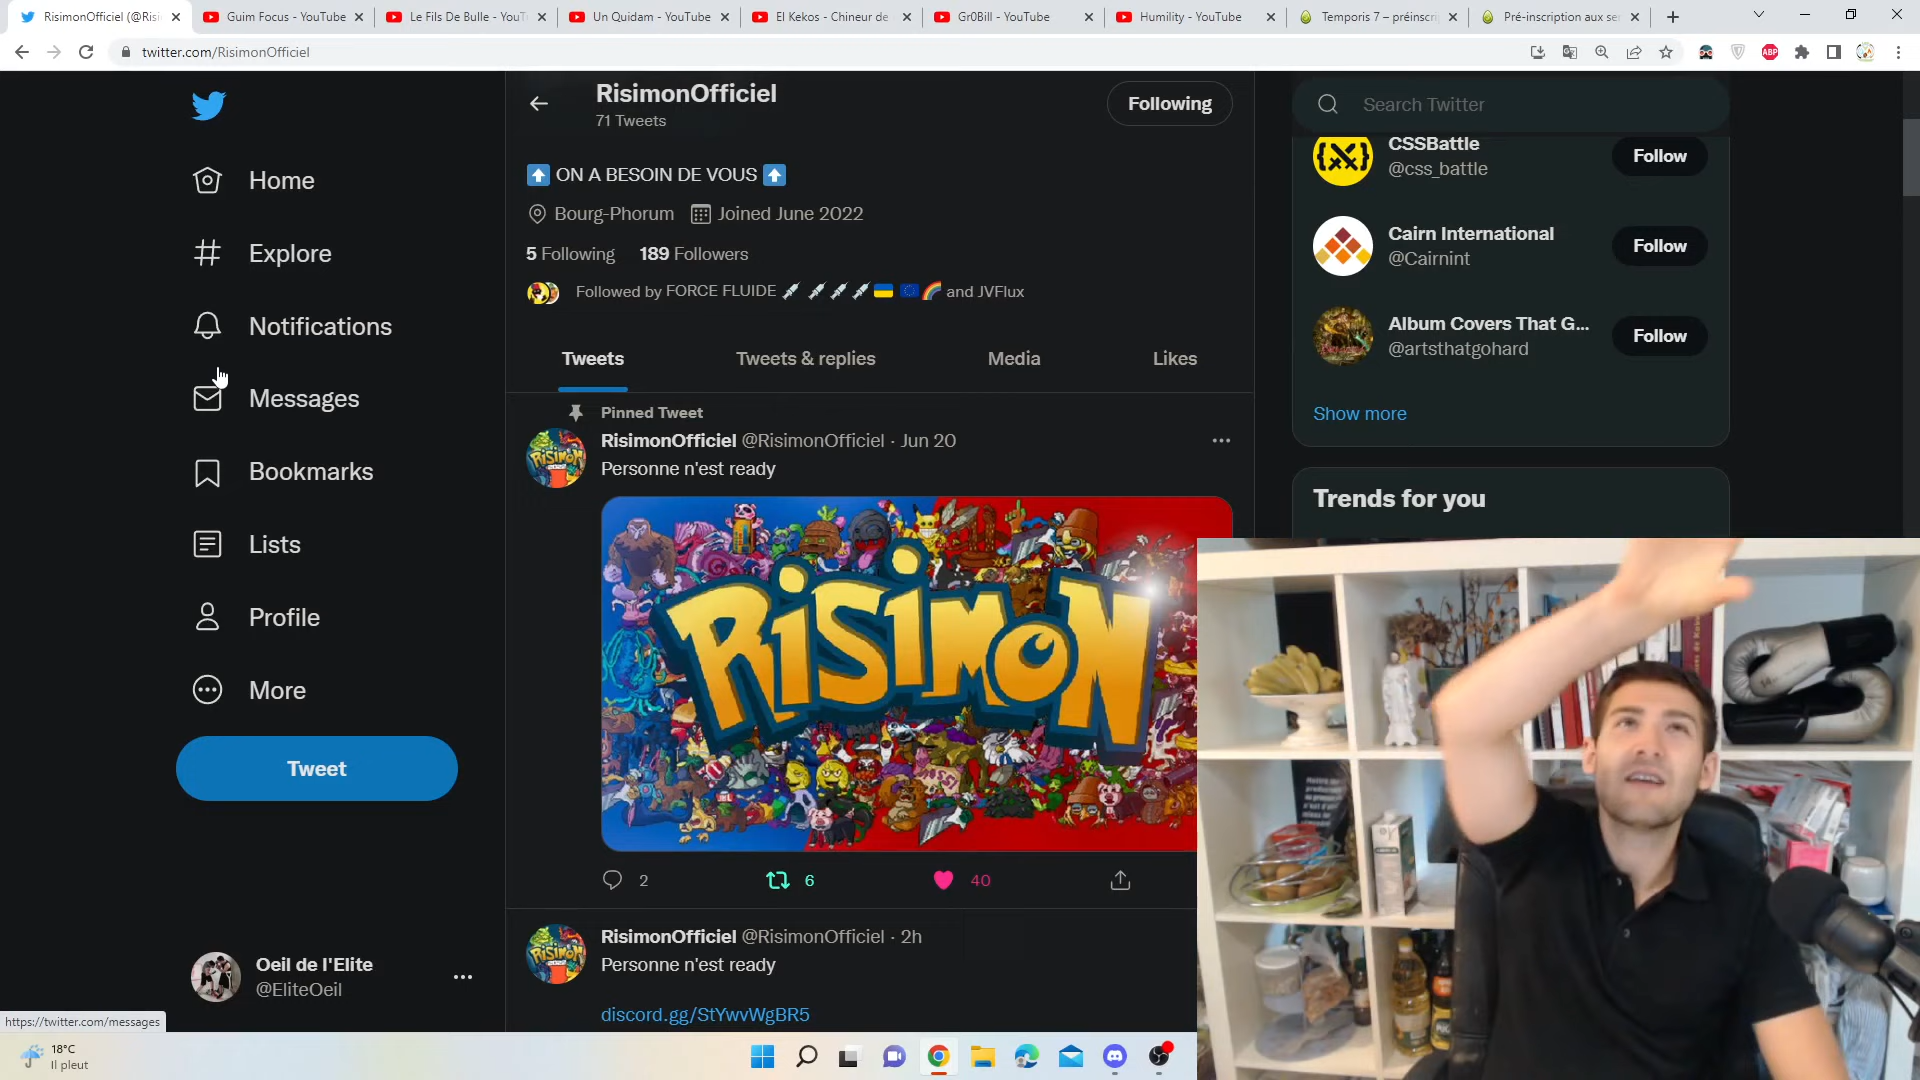 RisimonOfficiel (@Risi
Guim Focus - YouTube
Le Fils De Bulle - YouT
Un Quidam - YouTube
El Kekos - Chineur de
Gr0Bill - YouTube
Humility - YouTube
Temporis 7 – préinscri
Pré-inscription aux se
twitter.com/RisimonOfficiel
ABP
RisimonOfficiel
71 Tweets
Following
Search Twitter
Home
Explore
Notifications
Messages
Bookmarks
Lists
Profile
More
Tweet
Oeil de l'Elite
@EliteOeil
ON A BESOIN DE VOUS
Bourg-Phorum Joined June 2022
5 Following 189 Followers
Followed by FORCE FLUIDE and JVFlux
Tweets
Tweets & replies
Media
Likes
Pinned Tweet
RisimonOfficiel @RisimonOfficiel · Jun 20
Personne n'est ready
RISIMON
RiSiMON
2
6
40
RisimonOfficiel @RisimonOfficiel · 2h
RISIMON
Personne n'est ready
discord.gg/StYwvWgBR5
CSSBattle
@css_battle
Follow
Cairn International
@Cairnint
Follow
Album Covers That G...
@artsthatgohard
Follow
Show more
Trends for you
https://twitter.com/messages
18°C
Il pleut